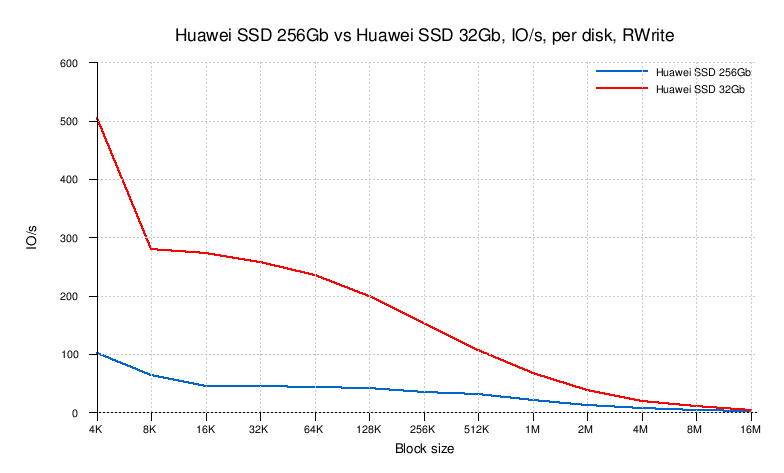 Huawei SSD 256Gb vs Huawei SSD 32Gb, IO/s, per disk, RWrite
Huawei SSD 256Gb
Huawei SSD 32Gb
600
500
400
300
200
100
0
IO/s
4K 8K 16K 32K 64K 128K 256K 512K 1M 2M 4M 8M 16M
Block size